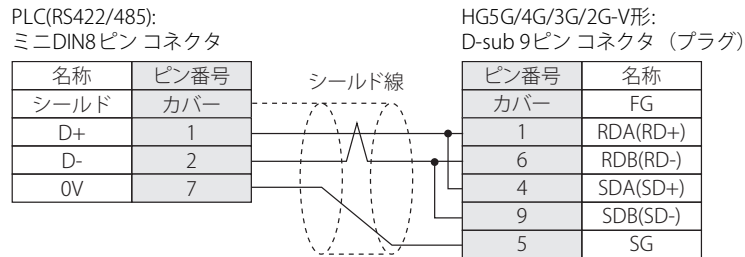 PLC(RS422/485):
ミニDIN8ピン コネクタ
HG5G/4G/3G/2G-V形:
D-sub 9ピン コネクタ（プラグ）
名称 ピン番号 シールド線 ピン番号 名称
シールド カバー カバー FG
D+ 1 1 RDA(RD+)
D- 2 6 RDB(RD-)
0V 7 4 SDA(SD+)
9 SDB(SD-)
5 SG